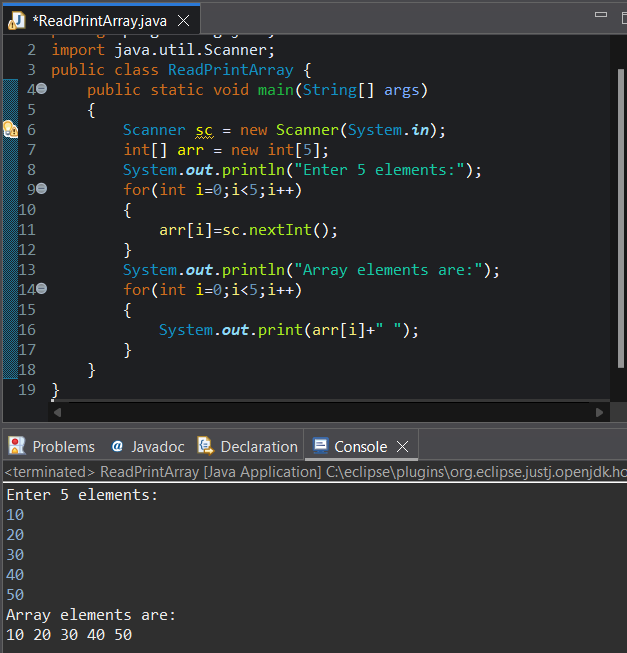 *ReadPrintArray.java
2 import java.util.Scanner;
3 public class ReadPrintArray {
4 public static void main(String[] args)
5 {
6 Scanner sc = new Scanner(System.in);
7 int[] arr = new int[5];
8 System.out.println("Enter 5 elements:");
9 for(int i=0;i<5;i++)
10 {
11 arr[i]=sc.nextInt();
12 }
13 System.out.println("Array elements are:");
14 for(int i=0;i<5;i++)
15 {
16 System.out.print(arr[i]+" ");
17 }
18 }
19 }
Problems @ Javadoc Declaration Console
<terminated> ReadPrintArray [Java Application] C:\eclipse\plugins\org.eclipse.justj.openjdk.ho
Enter 5 elements:
10
20
30
40
50
Array elements are:
10 20 30 40 50